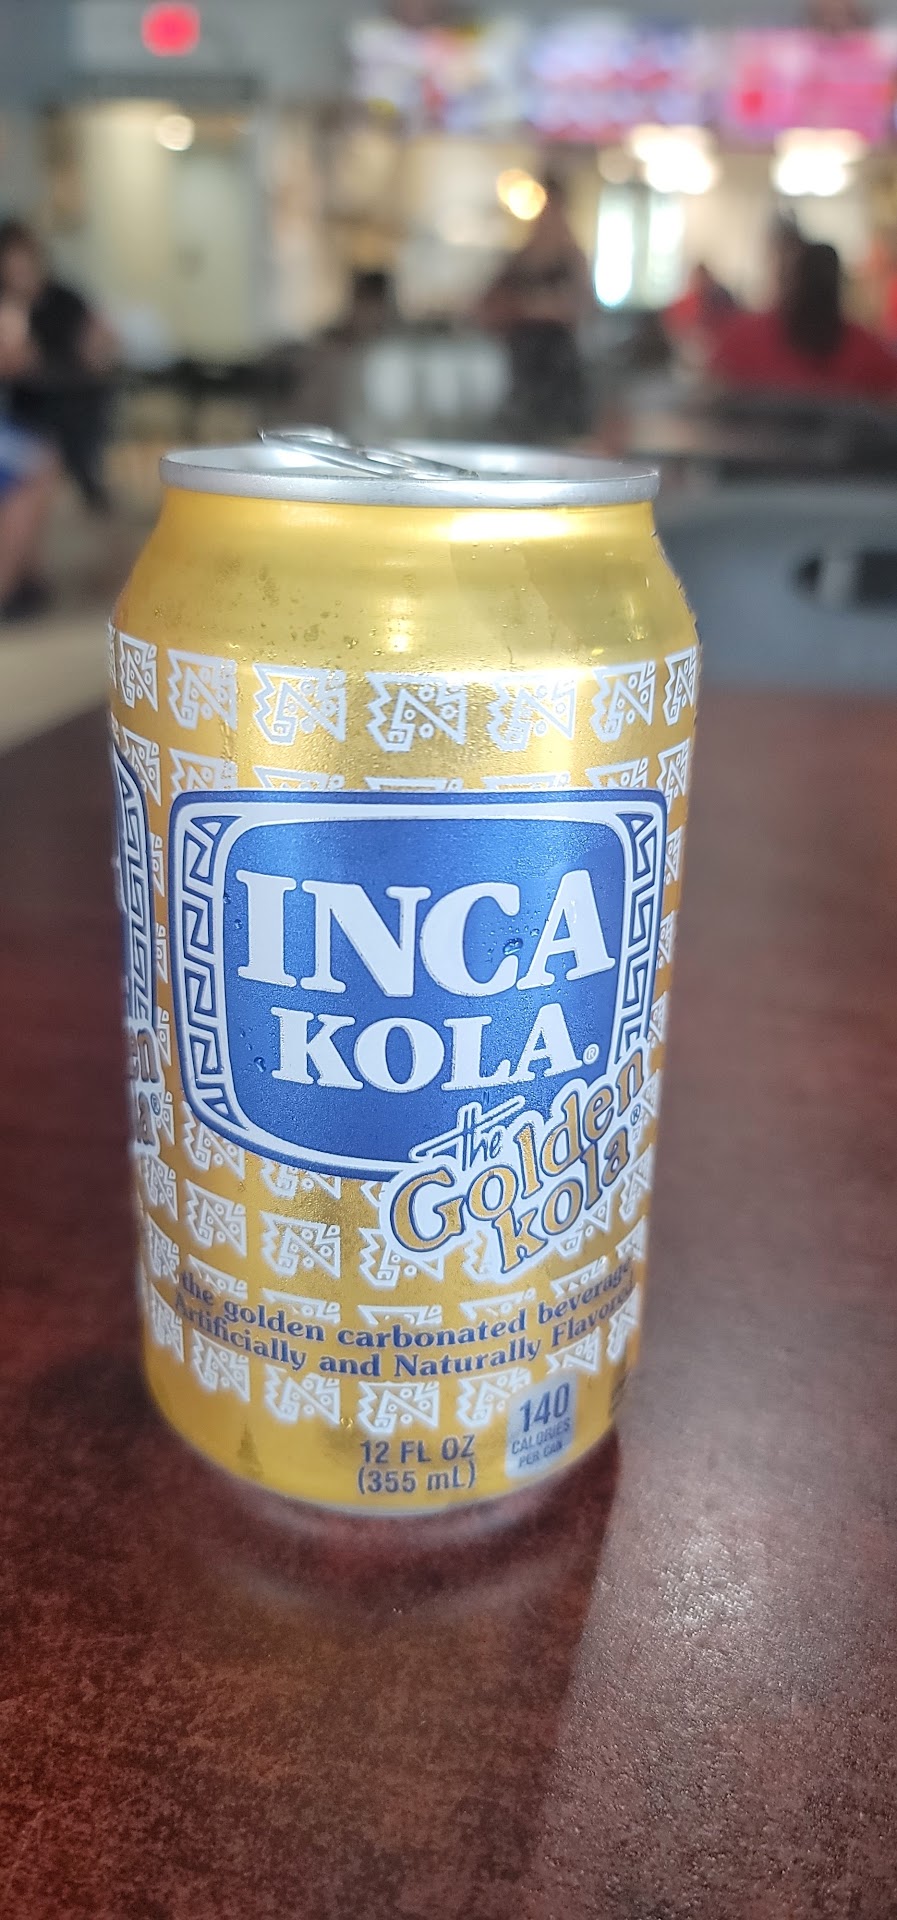 INCA
KOLA®
the
Golden
kola®
the golden carbonated beverage
Artificially and Naturally Flavored
140
CALORIES
PER CAN
12 FL OZ
(355 mL)